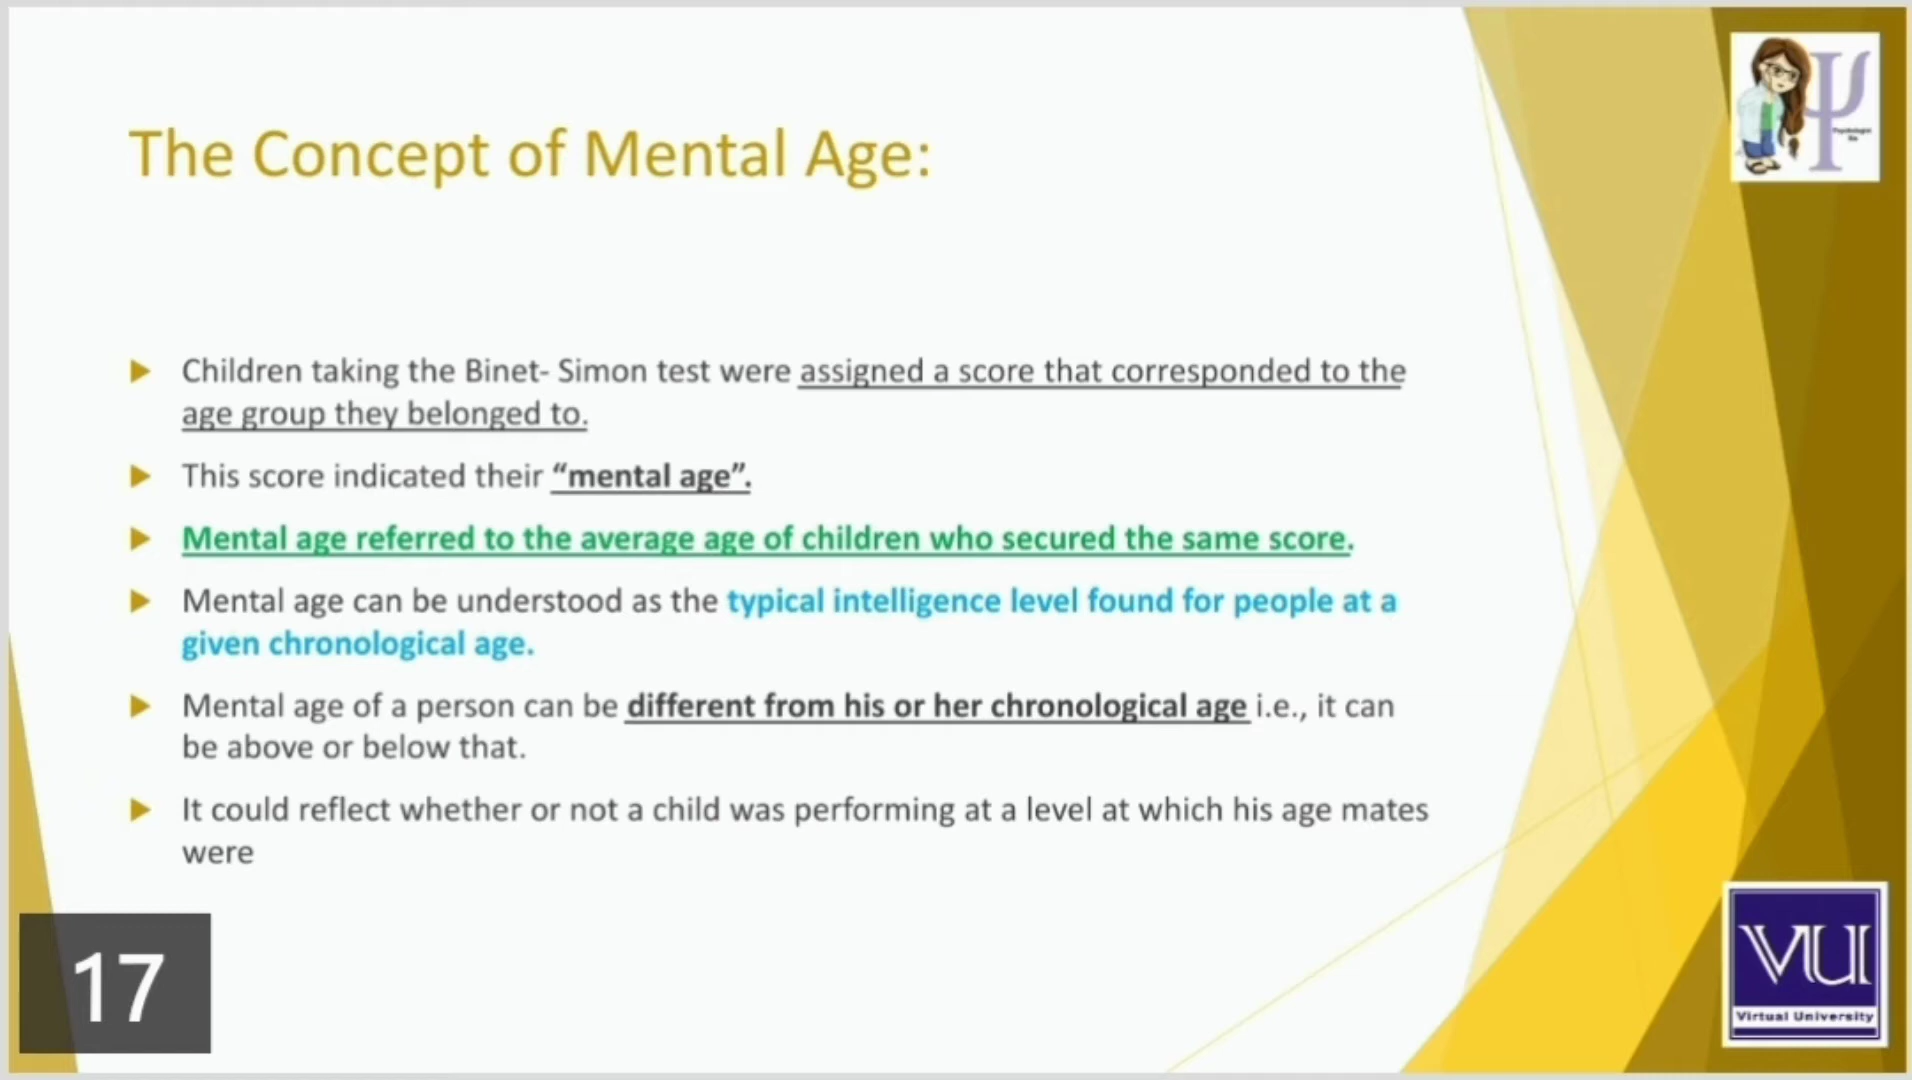 The Concept of Mental Age:
Children taking the Binet- Simon test were assigned a score that corresponded to the
age group they belonged to.
This score indicated their “mental age”.
Mental age referred to the average age of children who secured the same score.
Mental age can be understood as the typical intelligence level found for people at a
given chronological age.
Mental age of a person can be different from his or her chronological age i.e., it can
be above or below that.
It could reflect whether or not a child was performing at a level at which his age mates
were
17
VU
Virtual University